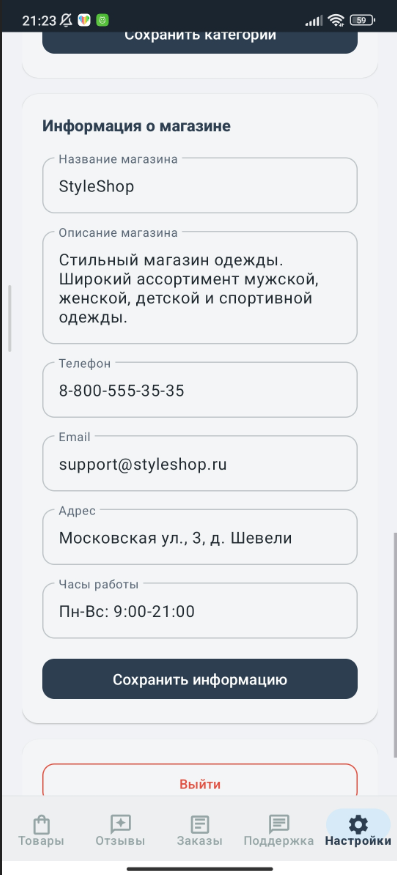 21:23
59
Сохранить категории
Информация о магазине
Название магазина
StyleShop
Описание магазина
Стильный магазин одежды.
Широкий ассортимент мужской,
женской, детской и спортивной
одежды.
Телефон
8-800-555-35-35
Email
support@styleshop.ru
Адрес
Московская ул., 3, д. Шевели
Часы работы
Пн-Вс: 9:00-21:00
Сохранить информацию
Выйти
Товары
Отзывы
Заказы
Поддержка
Настройки